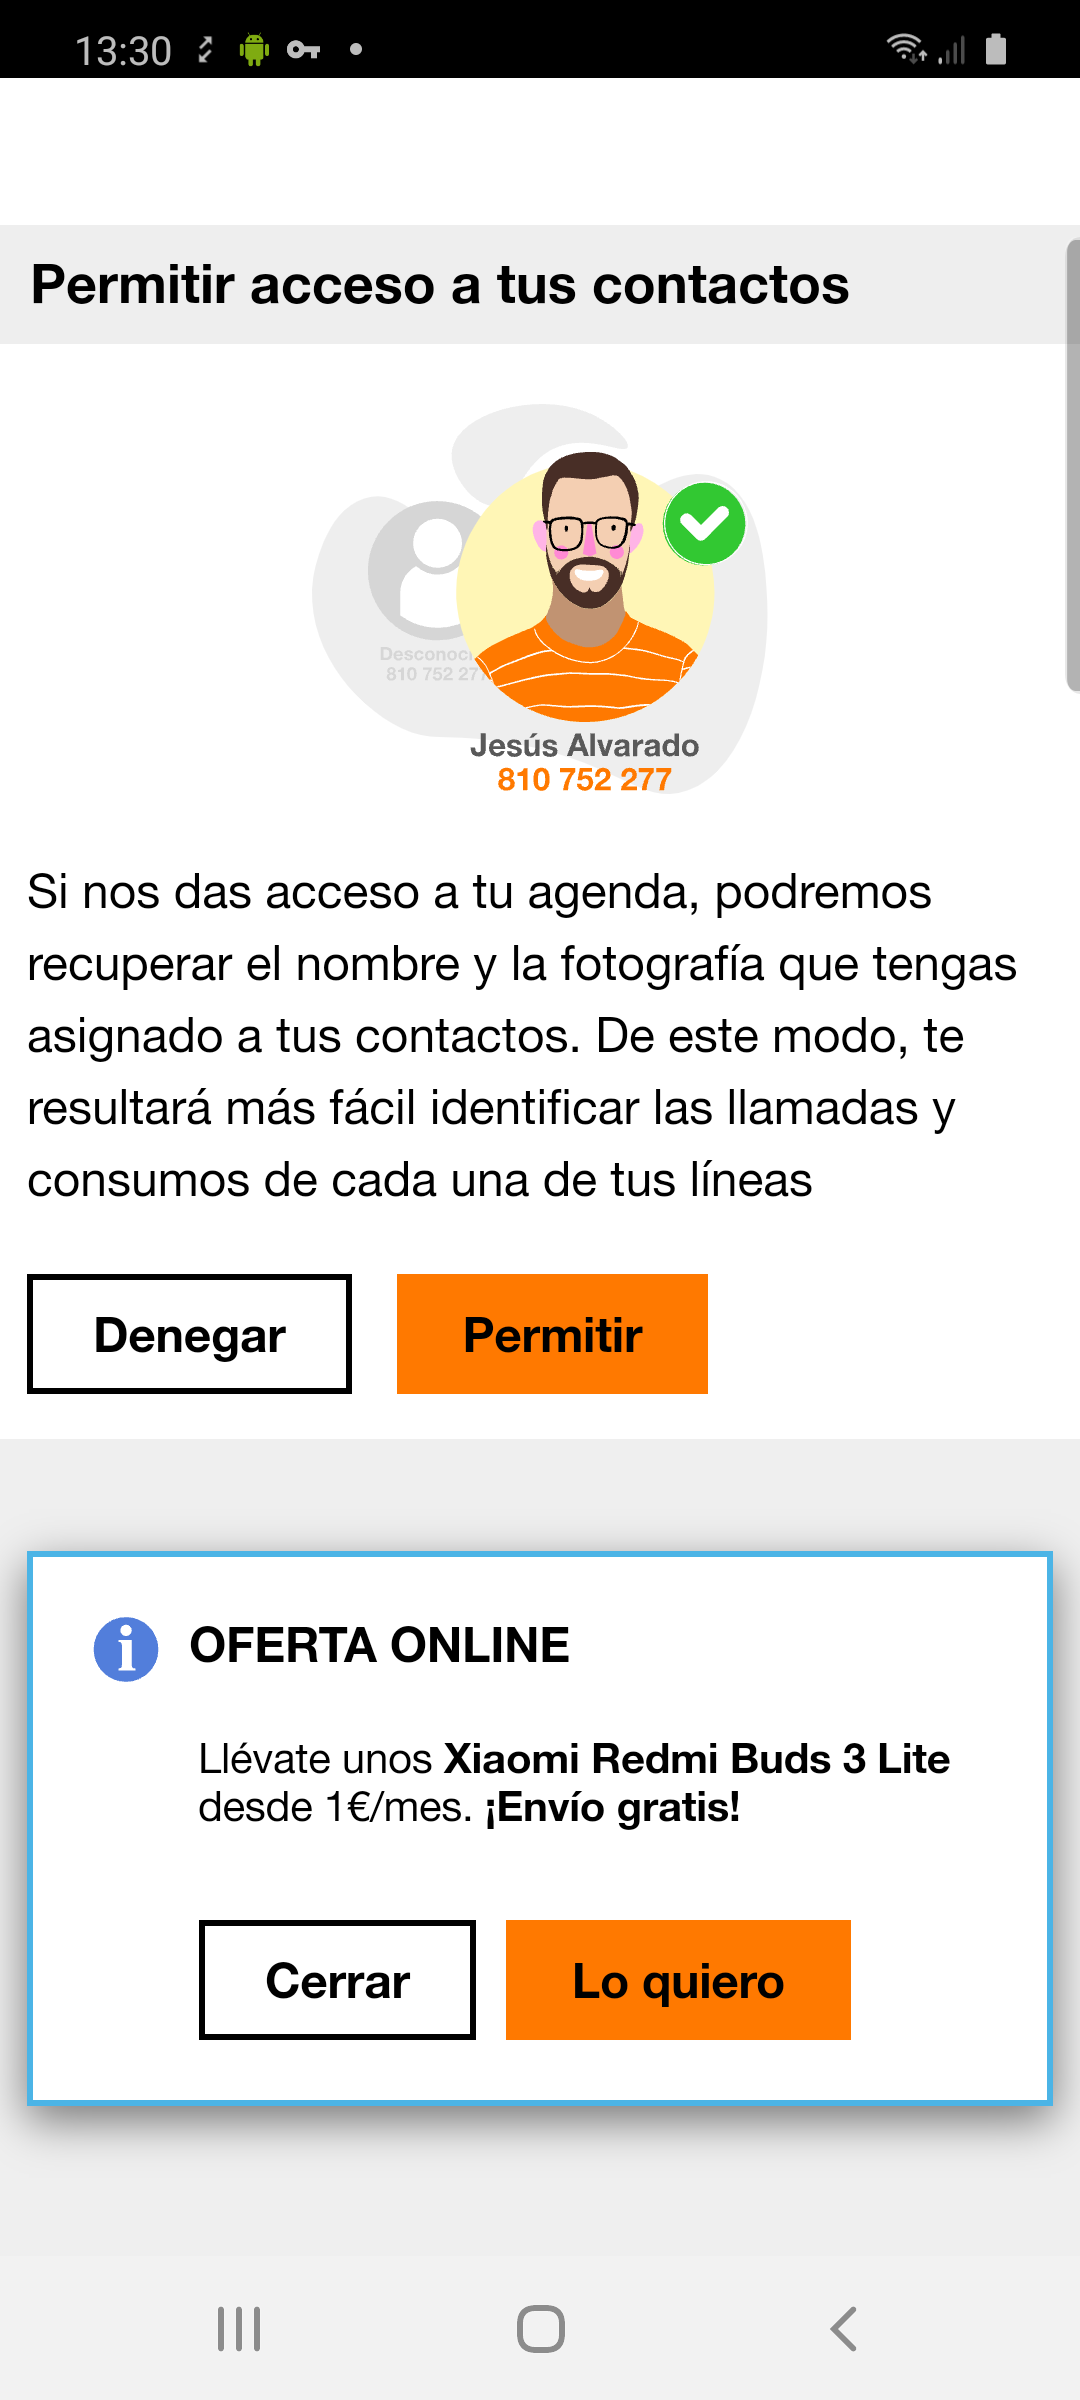 13:30
Permitir acceso a tus contactos
Desconoci
810 752 277
Jesús Alvarado
810 752 277
Si nos das acceso a tu agenda, podremos
recuperar el nombre y la fotografía que tengas
asignado a tus contactos. De este modo, te
resultará más fácil identificar las llamadas y
consumos de cada una de tus líneas
Denegar
Permitir
OFERTA ONLINE
Llévate unos Xiaomi Redmi Buds 3 Lite
desde 1€/mes. ¡Envío gratis!
Cerrar
Lo quiero